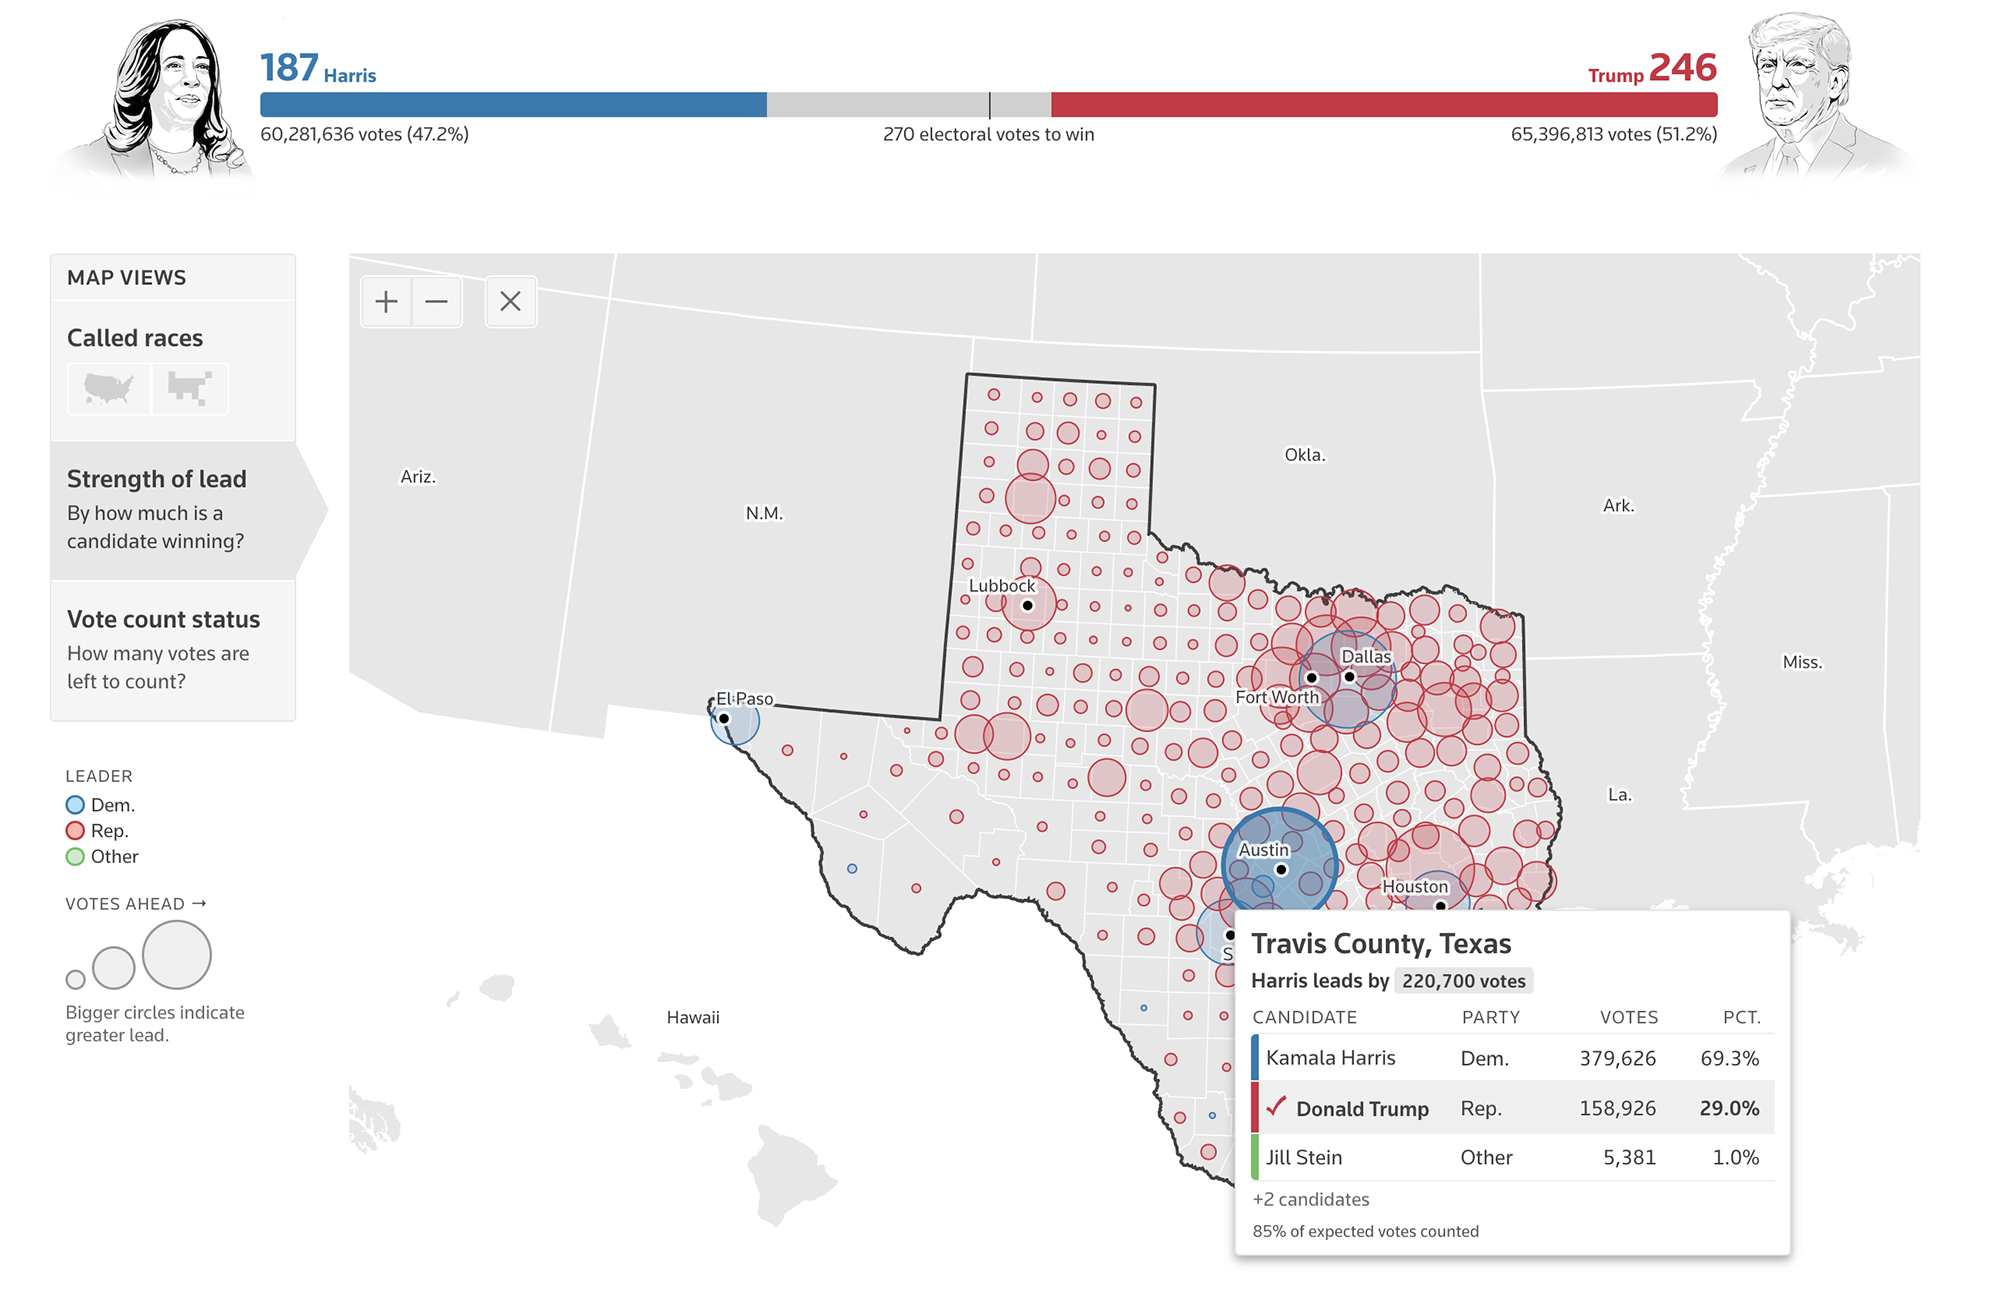 187 Harris
Trump 246
60,281,636 votes (47.2%)
270 electoral votes to win
65,396,813 votes (51.2%)
MAP VIEWS
Called races
Strength of lead
By how much is a
candidate winning?
Vote count status
How many votes are
left to count?
LEADER
Dem.
Rep.
Other
VOTES AHEAD →
Bigger circles indicate
greater lead.
Ariz.
N.M.
Okla.
Ark.
Miss.
La.
Lubbock
El Paso
Dallas
Fort Worth
Austin
Houston
S
Hawaii
Travis County, Texas
Harris leads by 220,700 votes
CANDIDATE PARTY VOTES PCT.
Kamala Harris Dem. 379,626 69.3%
✓ Donald Trump Rep. 158,926 29.0%
Jill Stein Other 5,381 1.0%
+2 candidates
85% of expected votes counted